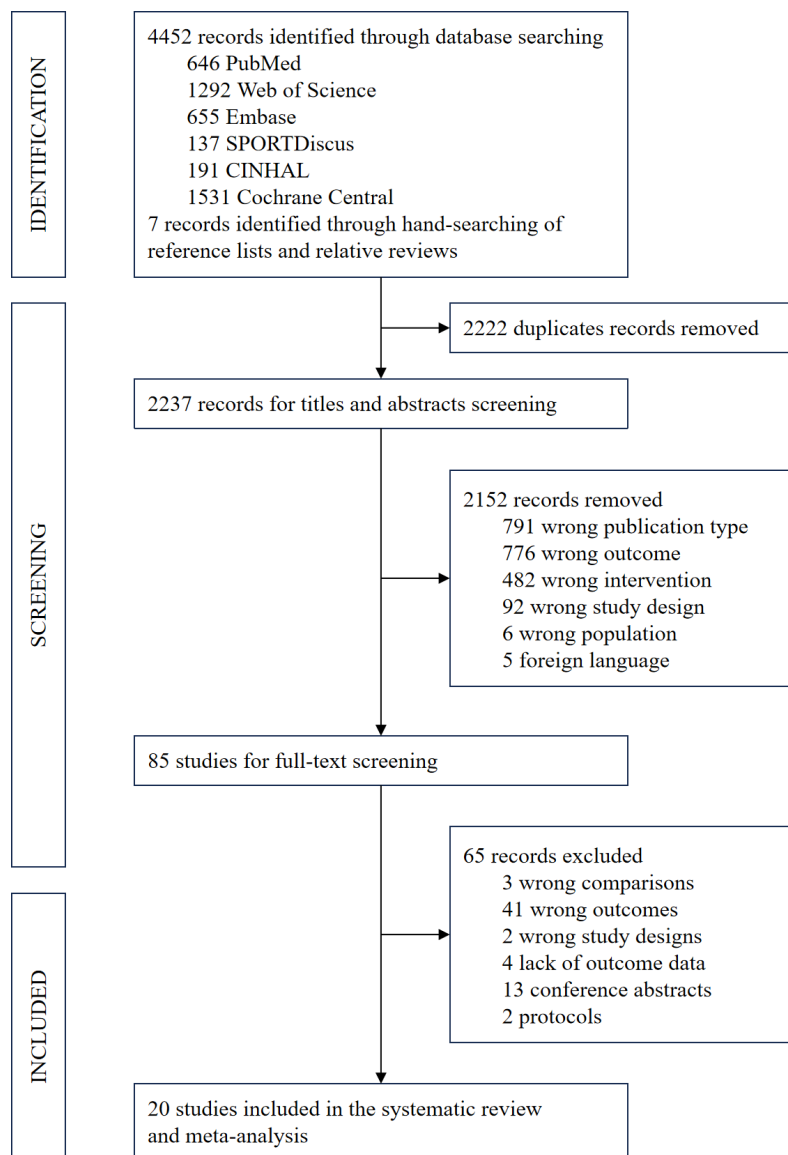 IDENTIFICATION
4452 records identified through database searching
646 PubMed
1292 Web of Science
655 Embase
137 SPORTDiscus
191 CINHAL
1531 Cochrane Central
7 records identified through hand-searching of
reference lists and relative reviews
SCREENING
2222 duplicates records removed
2237 records for titles and abstracts screening
2152 records removed
791 wrong publication type
776 wrong outcome
482 wrong intervention
92 wrong study design
6 wrong population
5 foreign language
85 studies for full-text screening
65 records excluded
3 wrong comparisons
41 wrong outcomes
2 wrong study designs
4 lack of outcome data
13 conference abstracts
2 protocols
INCLUDED
20 studies included in the systematic review
and meta-analysis